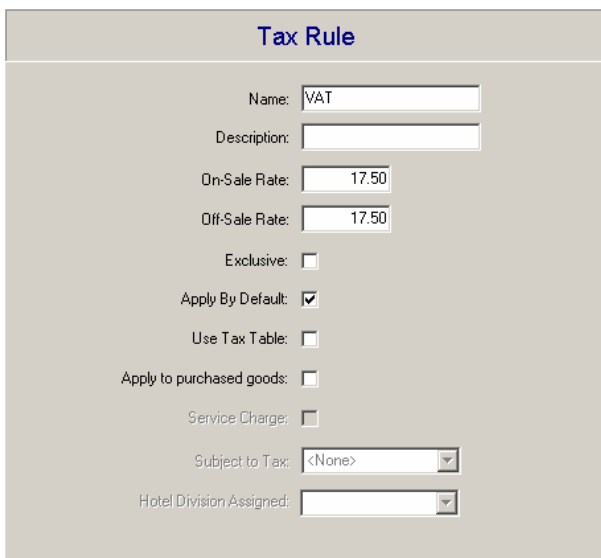 Tax Rule
Name: VAT
Description:
On-Sale Rate: 17.50
Off-Sale Rate: 17.50
Exclusive:
Apply By Default:
Use Tax Table:
Apply to purchased goods:
Service Charge:
Subject to Tax: <None>
Hotel Division Assigned: